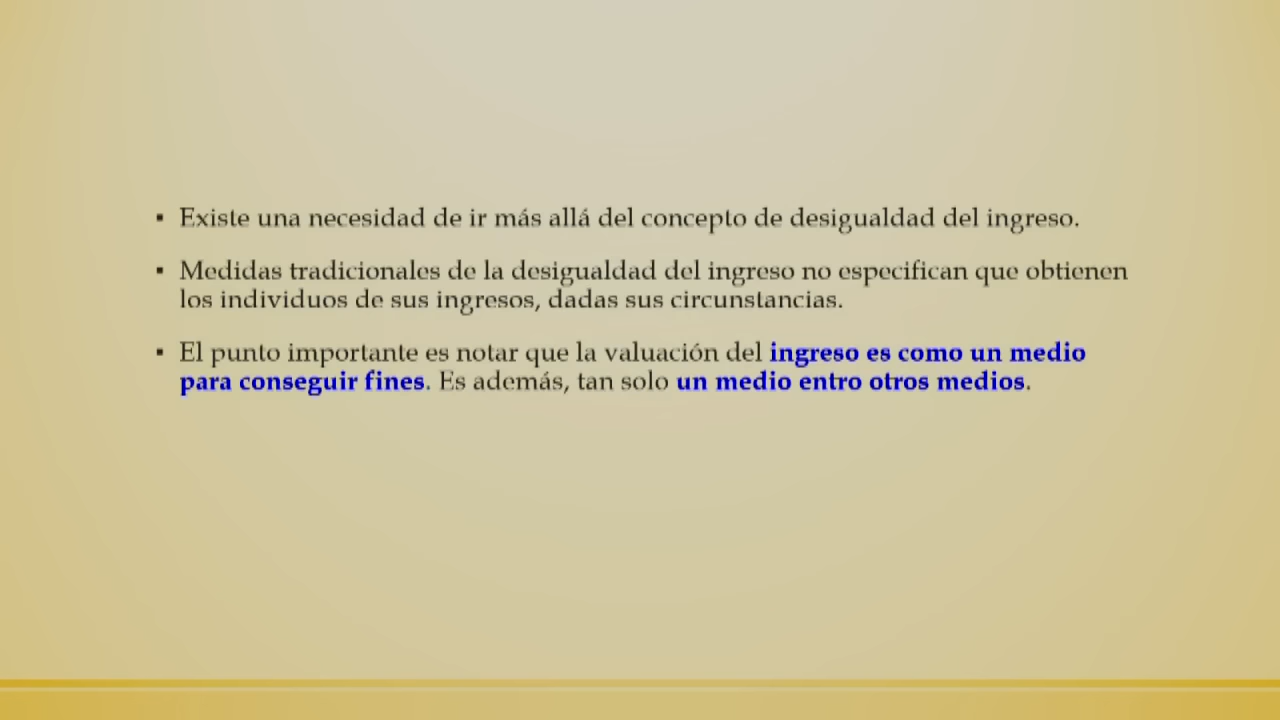 ▪ Existe una necesidad de ir más allá del concepto de desigualdad del ingreso.
▪ Medidas tradicionales de la desigualdad del ingreso no especifican que obtienen
los individuos de sus ingresos, dadas sus circunstancias.
▪ El punto importante es notar que la valuación del ingreso es como un medio
para conseguir fines. Es además, tan solo un medio entro otros medios.